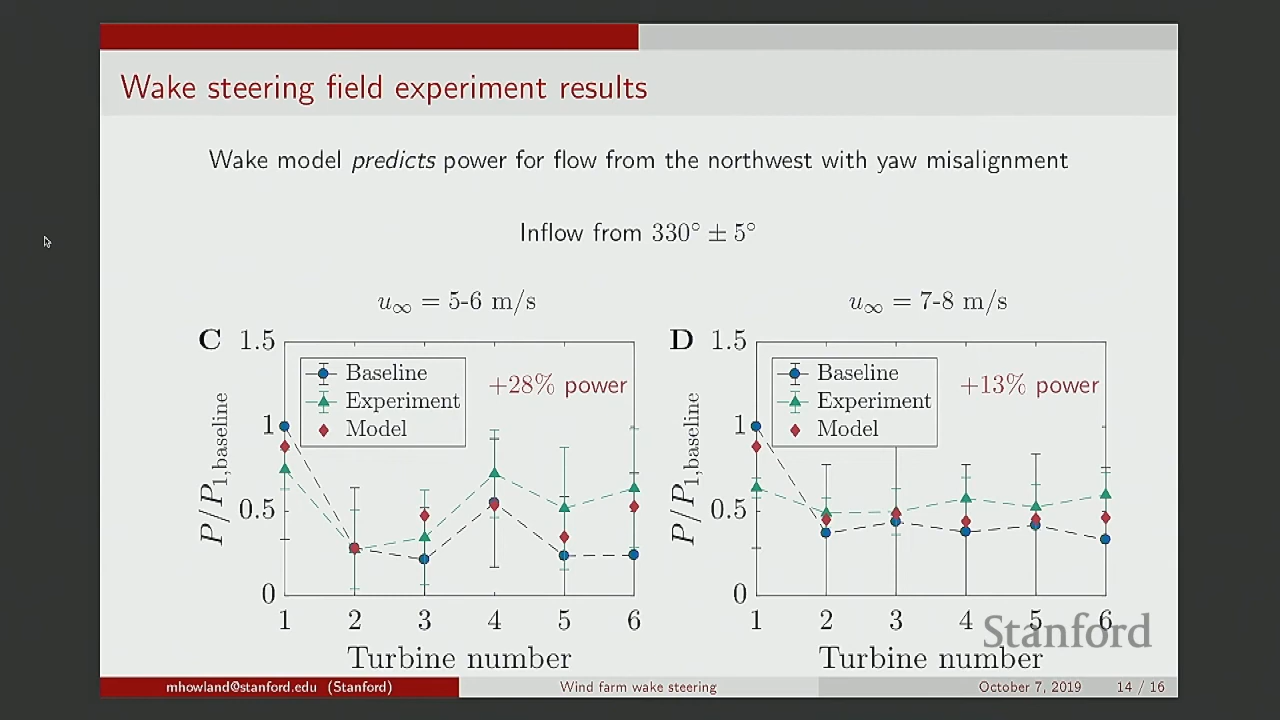 Wake steering field experiment results
Wake model predicts power for flow from the northwest with yaw misalignment
Inflow from 330° ± 5°
u∞ = 5-6 m/s
C
1.5
1
0.5
0
P/P1,baseline
Baseline
Experiment
Model
+28% power
1 2 3 4 5 6
Turbine number
u∞ = 7-8 m/s
D
1.5
1
0.5
0
P/P1,baseline
Baseline
Experiment
Model
+13% power
1 2 3 4 5 6
Turbine number
Stanford
mhowland@stanford.edu (Stanford)
Wind farm wake steering
October 7, 2019
14 / 16